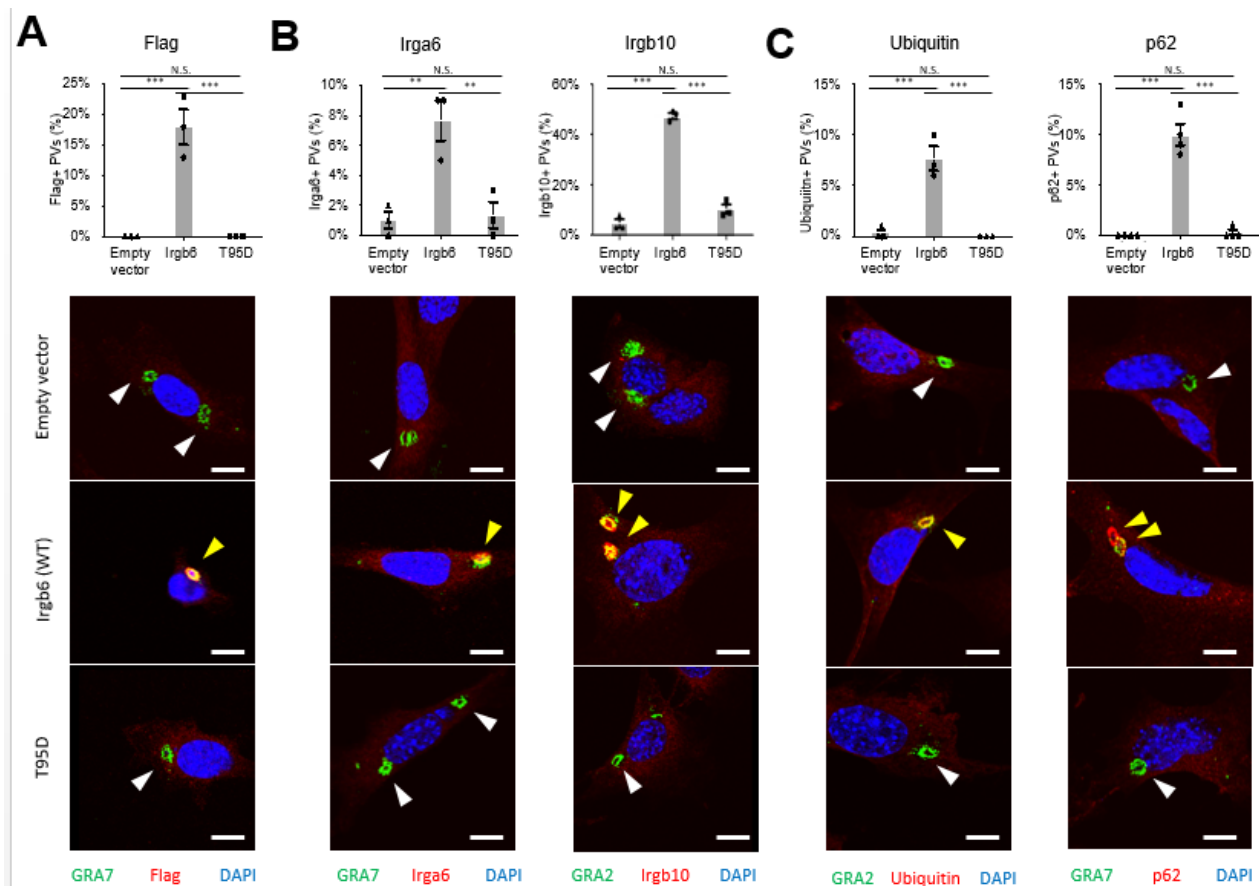 A
Flag
N.S.
***
***
Flag+ PVs (%)
25%
20%
15%
10%
5%
0%
Empty vector
Irgb6
T95D
B
Irga6
N.S.
**
**
Irga6+ PVs (%)
10%
8%
6%
4%
2%
0%
Empty vector
Irgb6
T95D
Irgb10
N.S.
***
***
Irgb10+ PVs (%)
60%
40%
20%
0%
Empty vector
Irgb6
T95D
C
Ubiquitin
N.S.
***
***
Ubiquiitn+ PVs (%)
15%
10%
5%
0%
Empty vector
Irgb6
T95D
p62
N.S.
***
***
p62+ PVs (%)
15%
10%
5%
0%
Empty vector
Irgb6
T95D
Empty vector
Irgb6 (WT)
T95D
GRA7 Flag DAPI
GRA7 Irga6 DAPI
GRA2 Irgb10 DAPI
GRA2 Ubiquitin DAPI
GRA7 p62 DAPI